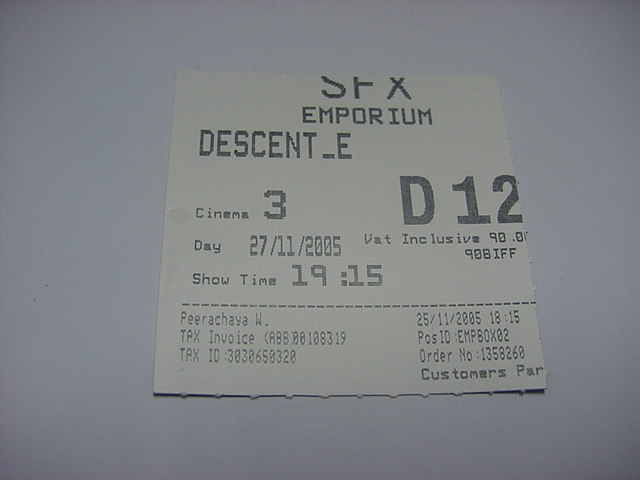 SFX
EMPORIUM
DESCENT_E
Cinema 3
D 12
Day 27/11/2005
Vat Inclusive 90.0
90BIFF
Show Time 19:15
Peerachaya W.
25/11/2005 18:15
TAX Invoice (ABB)00108319
PosID:EMPBOX02
TAX ID:3030650320
Order No:1358260
Customers Par